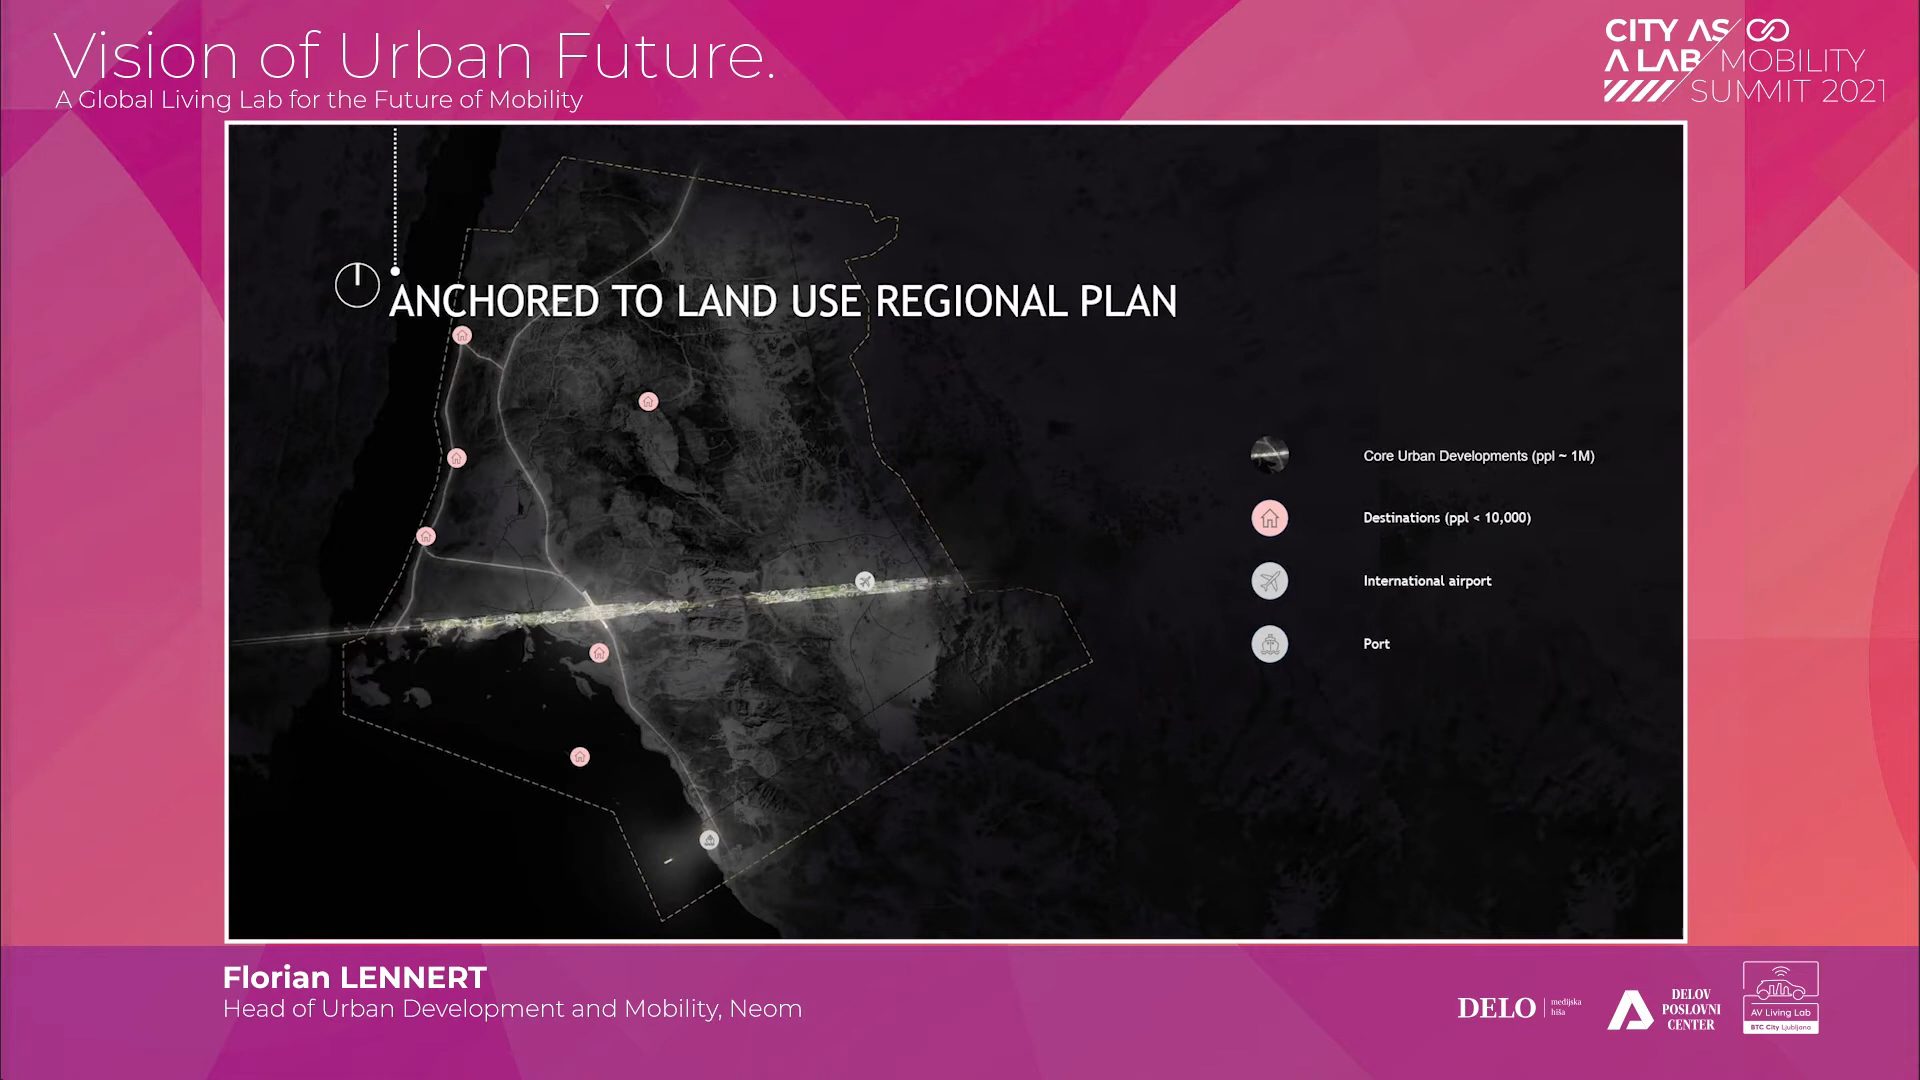 Vision of Urban Future.
A Global Living Lab for the Future of Mobility
CITY AS
A LAB MOBILITY
SUMMIT 2021
ANCHORED TO LAND USE REGIONAL PLAN
Core Urban Developments (ppl ~ 1M)
Destinations (ppl < 10,000)
International airport
Port
Florian LENNERT
Head of Urban Development and Mobility, Neom
DELO medijska
hiša
DELOV
POSLOVNI
CENTER
AV Living Lab
BTC City Ljubljana